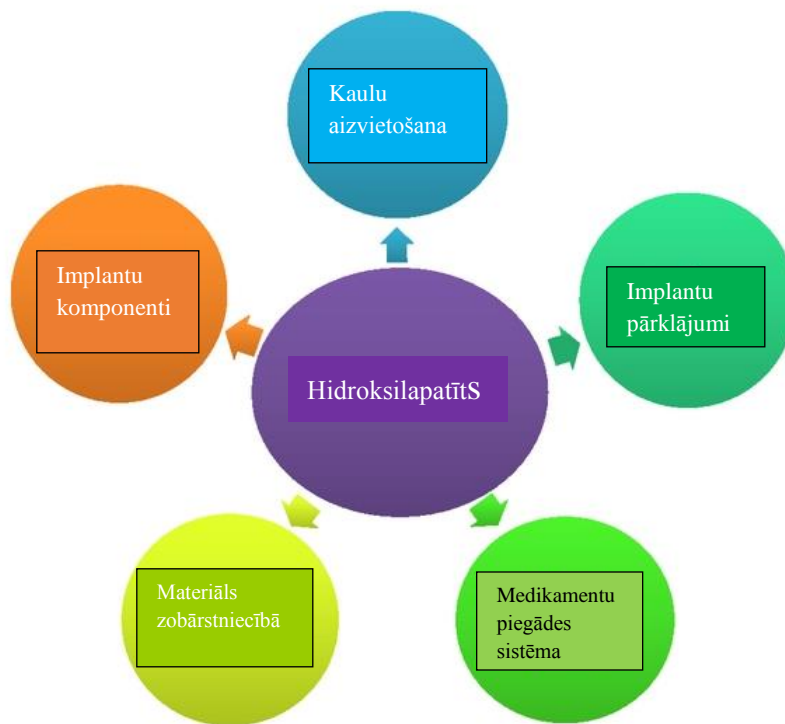 Kaulu
aizvietošana
Implantu
komponenti
Implantu
pārklājumi
HidroksilapatītS
Materiāls
zobārstniecībā
Medikamentu
piegādes
sistēma